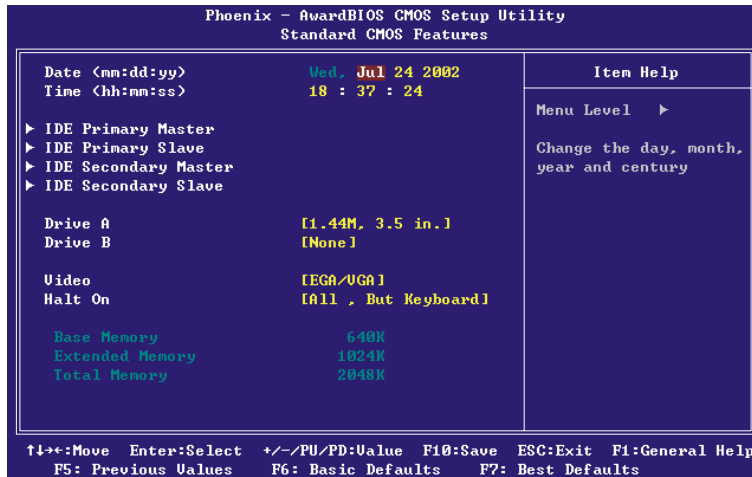 Phoenix - AwardBIOS CMOS Setup Utility
Standard CMOS Features
Date (mm:dd:yy) Wed, Jul 24 2002
Time (hh:mm:ss) 18 : 37 : 24
▶ IDE Primary Master
▶ IDE Primary Slave
▶ IDE Secondary Master
▶ IDE Secondary Slave
Drive A [1.44M, 3.5 in.]
Drive B [None]
Video [EGA/VGA]
Halt On [All , But Keyboard]
Base Memory 640K
Extended Memory 1024K
Total Memory 2048K
Item Help
Menu Level ▶
Change the day, month,
year and century
↑↓→←:Move Enter:Select +/-/PU/PD:Value F10:Save ESC:Exit F1:General Help
F5: Previous Values F6: Basic Defaults F7: Best Defaults